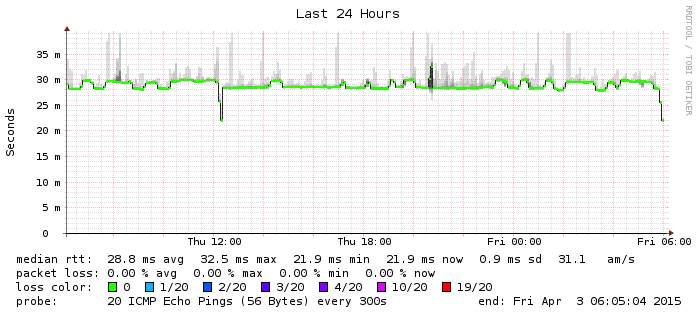 Last 24 Hours
RRDTOOL / TOBI OETIKER
Seconds
35 m
30 m
25 m
20 m
15 m
10 m
5 m
0
Thu 12:00 Thu 18:00 Fri 00:00 Fri 06:00
median rtt: 28.8 ms avg 32.5 ms max 21.9 ms min 21.9 ms now 0.9 ms sd 31.1 am/s
packet loss: 0.00 % avg 0.00 % max 0.00 % min 0.00 % now
loss color: 0 1/20 2/20 3/20 4/20 10/20 19/20
probe: 20 ICMP Echo Pings (56 Bytes) every 300s end: Fri Apr 3 06:05:04 2015